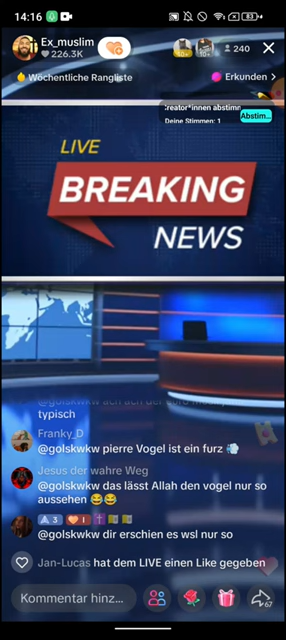 14:16
83
Ex_muslim
226.3K
10+
10+
240
Wöchentliche Rangliste
Erkunden >
Creator*innen abstimm
Deine Stimmen: 1
Abstim...
LIVE
BREAKING
NEWS
typisch
Franky_D
@golskwkw pierre Vogel ist ein furz 💨
Jesus der wahre Weg
@golskwkw das lässt Allah den vogel nur so
aussehen 😂😂
3
1
@golskwkw dir erschien es wsl nur so
Jan-Lucas hat dem LIVE einen Like gegeben
Kommentar hinz...
67